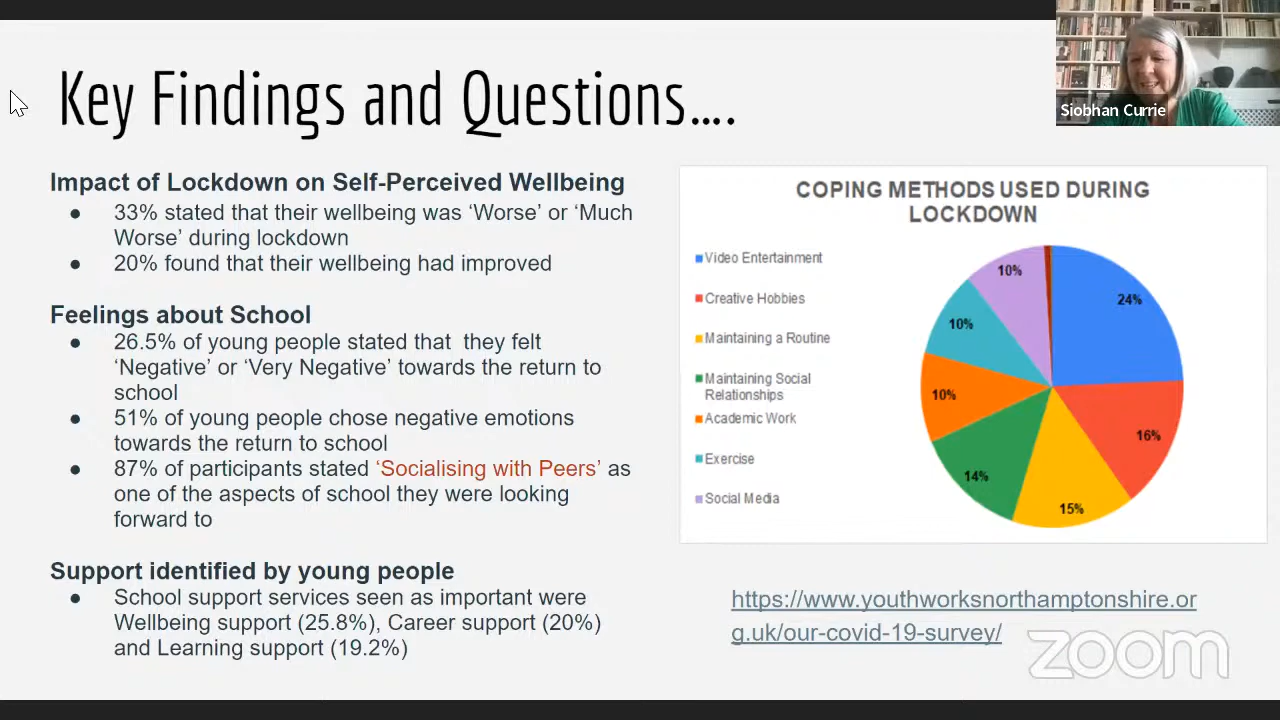 Key Findings and Questions....
Siobhan Currie
Impact of Lockdown on Self-Perceived Wellbeing
● 33% stated that their wellbeing was ‘Worse’ or ‘Much
Worse’ during lockdown
● 20% found that their wellbeing had improved
Feelings about School
● 26.5% of young people stated that they felt
‘Negative’ or ‘Very Negative’ towards the return to
school
● 51% of young people chose negative emotions
towards the return to school
● 87% of participants stated ‘Socialising with Peers’ as
one of the aspects of school they were looking
forward to
Support identified by young people
● School support services seen as important were
Wellbeing support (25.8%), Career support (20%)
and Learning support (19.2%)
COPING METHODS USED DURING
LOCKDOWN
Video Entertainment
Creative Hobbies
Maintaining a Routine
Maintaining Social
Relationships
Academic Work
Exercise
Social Media
24%
16%
15%
14%
10%
10%
10%
https://www.youthworksnorthamptonshire.or
g.uk/our-covid-19-survey/
zoom